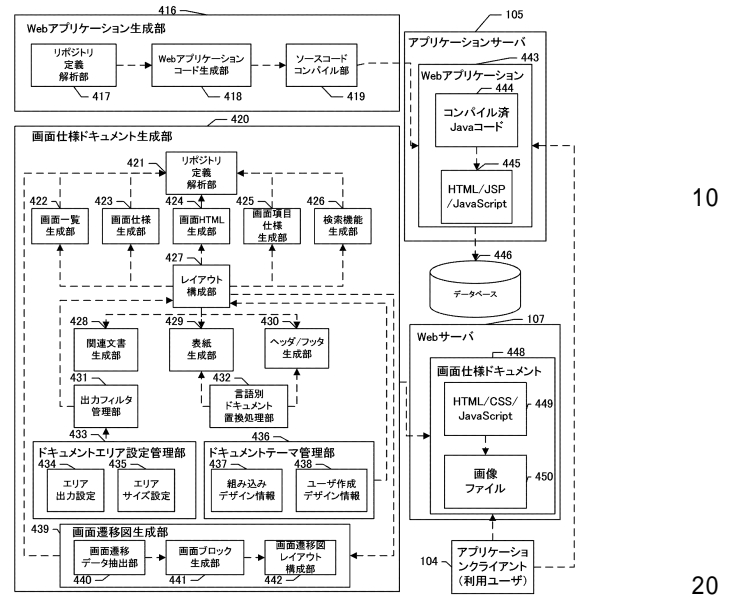 416
Webアプリケーション生成部
リポジトリ
定義
解析部
417
Webアプリケーション
コード生成部
418
ソースコード
コンパイル部
419
105
アプリケーションサーバ
443
Webアプリケーション
444
コンパイル済
Javaコード
445
HTML/JSP
/JavaScript
446
データベース
420
画面仕様ドキュメント生成部
421
リポジトリ
定義
解析部
422
画面一覧
生成部
423
画面仕様
生成部
424
画面HTML
生成部
425
画面項目
仕様
生成部
426
検索機能
生成部
427
レイアウト
構成部
428
関連文書
生成部
429
表紙
生成部
430
ヘッダ/フッタ
生成部
431
出力フィルタ
管理部
432
言語別
ドキュメント
置換処理部
433
ドキュメントエリア設定管理部
434
エリア
出力設定
435
エリア
サイズ設定
436
ドキュメントテーマ管理部
437
組み込み
デザイン情報
438
ユーザ作成
デザイン情報
439
画面遷移図生成部
画面遷移
データ抽出部
440
画面ブロック
生成部
441
画面遷移図
レイアウト
構成部
442
107
Webサーバ
448
画面仕様ドキュメント
HTML/CSS/
JavaScript
449
画像
ファイル
450
104
アプリケーショ
ンクライアント
(利用ユーザ)
10
20